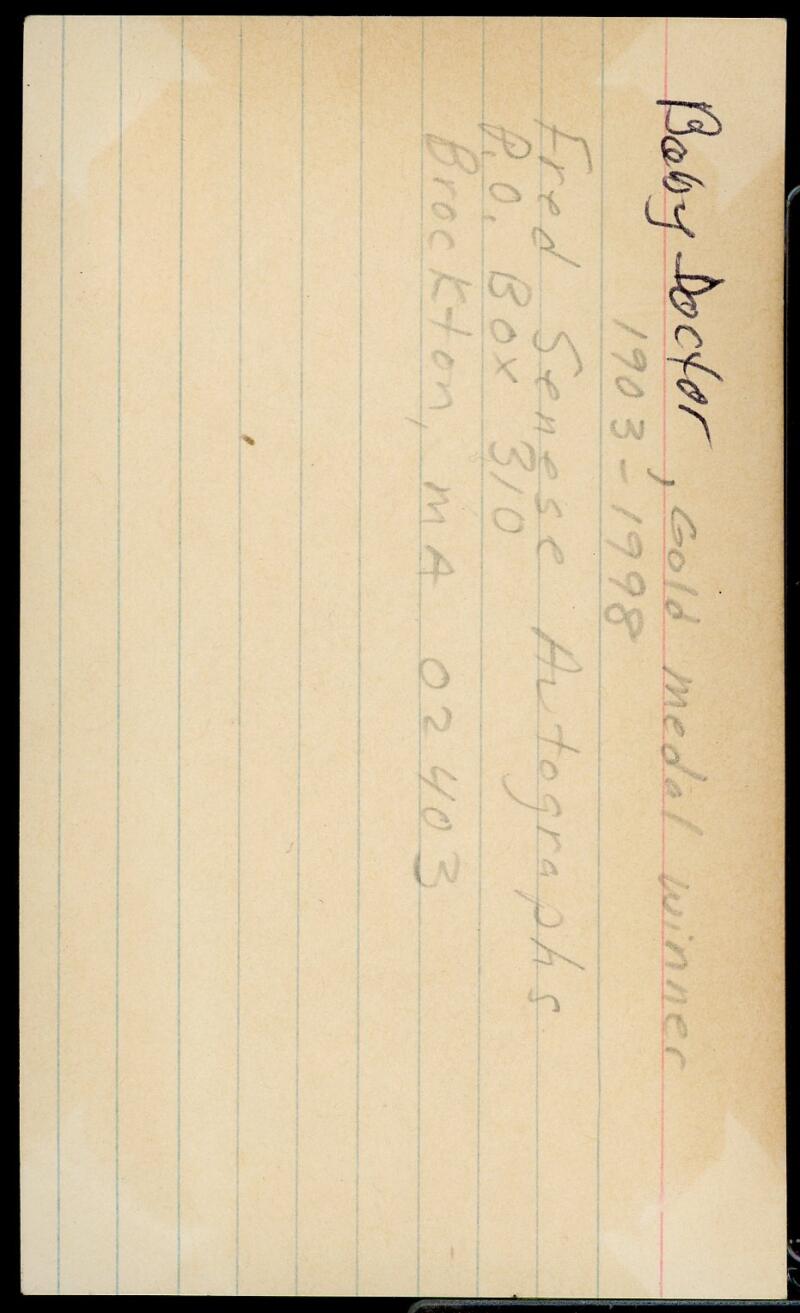 Baby Doctor, Gold medal winner
1903-1998
Fred Senese Autographs
P.O. Box 310
Brockton, MA 02403